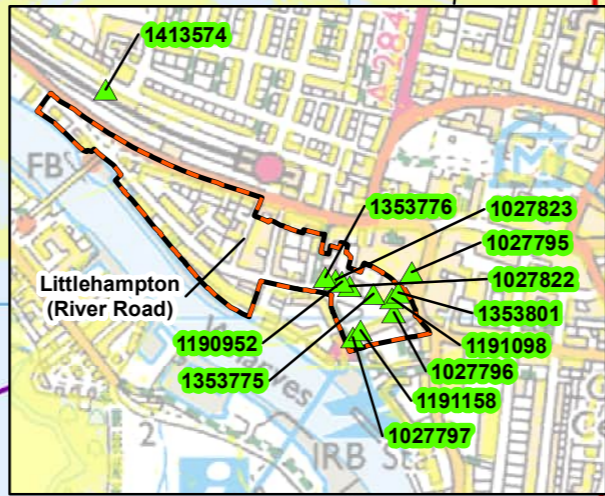 1413574
A 284
M
FB
1353776
1027823
1027795
Littlehampton
(River Road)
1027822
1353801
1190952
1191098
1353775
1027796
1191158
1027797
2
IRB Sta